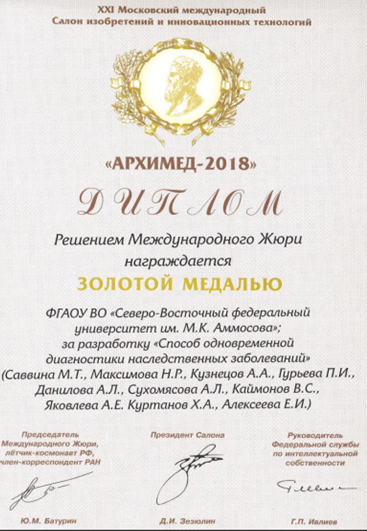 XXI Московский международный
Салон изобретений и инновационных технологий
«АРХИМЕД-2018»
ДИПЛОМ
Решением Международного Жюри
награждается
ЗОЛОТОЙ МЕДАЛЬЮ
ФГАОУ ВО «Северо-Восточный федеральный
университет им. М.К. Аммосова»;
за разработку «Способ одновременной
диагностики наследственных заболеваний»
(Саввина М.Т., Максимова Н.Р., Кузнецов А.А., Гурьева П.И.,
Данилова А.Л., Сухомясова А.Л., Каймонов В.С.,
Яковлева А.Е. Куртанов Х.А., Алексеева Е.И.)
Председатель
Международного Жюри,
лётчик-космонавт РФ,
член-корреспондент РАН
Ю.М. Батурин
Президент Салона
Д.И. Зезюлин
Руководитель
Федеральной службы
по интеллектуальной
собственности
Г.П. Ивлиев